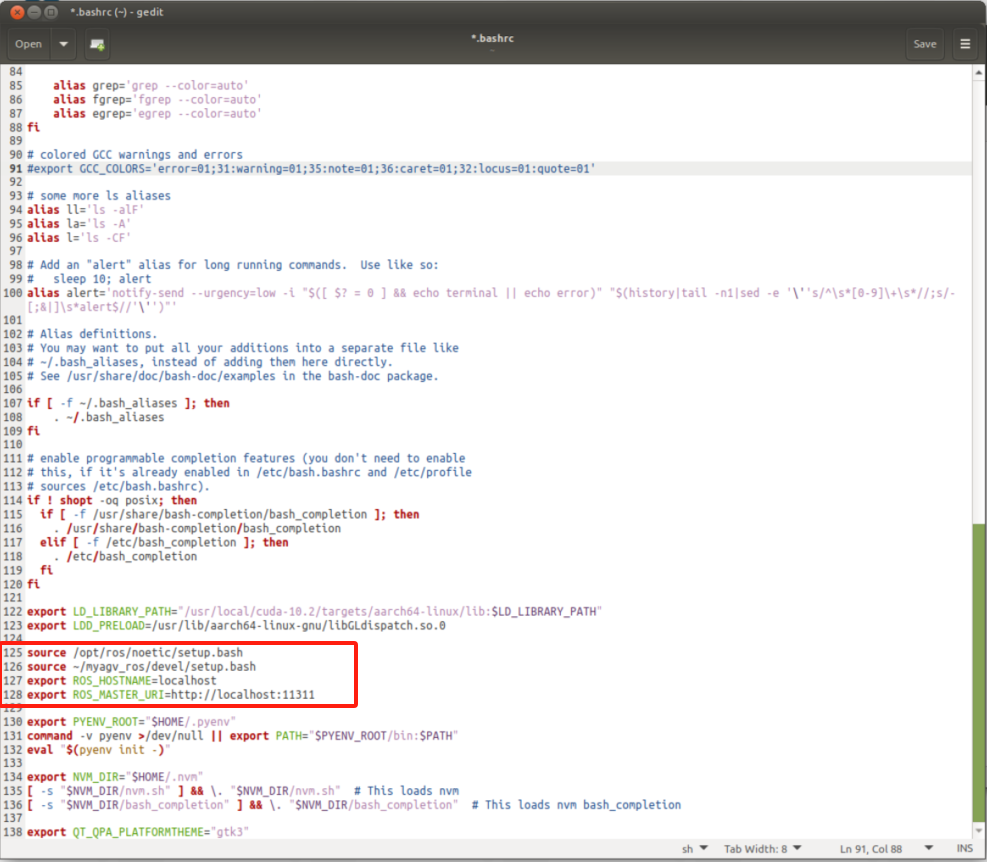 *.bashrc (~) - gedit
Open
*.bashrc
Save
84
85 alias grep='grep --color=auto'
86 alias fgrep='fgrep --color=auto'
87 alias egrep='egrep --color=auto'
88 fi
89
90 # colored GCC warnings and errors
91 #export GCC_COLORS='error=01;31:warning=01;35:note=01;36:caret=01;32:locus=01:quote=01'
92
93 # some more ls aliases
94 alias ll='ls -alF'
95 alias la='ls -A'
96 alias l='ls -CF'
97
98 # Add an "alert" alias for long running commands.  Use like so:
99 #   sleep 10; alert
100 alias alert='notify-send --urgency=low -i "$([ $? = 0 ] && echo terminal || echo error)" "$(history|tail -n1|sed -e '\''s/^\s*[0-9]\+\s*//;s/-
[;&|]\s*alert$//'\'')"'
101
102 # Alias definitions.
103 # You may want to put all your additions into a separate file like
104 # ~/.bash_aliases, instead of adding them here directly.
105 # See /usr/share/doc/bash-doc/examples in the bash-doc package.
106
107 if [ -f ~/.bash_aliases ]; then
108     . ~/.bash_aliases
109 fi
110
111 # enable programmable completion features (you don't need to enable
112 # this, if it's already enabled in /etc/bash.bashrc and /etc/profile
113 # sources /etc/bash.bashrc).
114 if ! shopt -oq posix; then
115   if [ -f /usr/share/bash-completion/bash_completion ]; then
116     . /usr/share/bash-completion/bash_completion
117   elif [ -f /etc/bash_completion ]; then
118     . /etc/bash_completion
119   fi
120 fi
121
122 export LD_LIBRARY_PATH="/usr/local/cuda-10.2/targets/aarch64-linux/lib:$LD_LIBRARY_PATH"
123 export LDD_PRELOAD=/usr/lib/aarch64-linux-gnu/libGLdispatch.so.0
124
125 source /opt/ros/noetic/setup.bash
126 source ~/myagv_ros/devel/setup.bash
127 export ROS_HOSTNAME=localhost
128 export ROS_MASTER_URI=http://localhost:11311
129
130 export PYENV_ROOT="$HOME/.pyenv"
131 command -v pyenv >/dev/null || export PATH="$PYENV_ROOT/bin:$PATH"
132 eval "$(pyenv init -)"
133
134 export NVM_DIR="$HOME/.nvm"
135 [ -s "$NVM_DIR/nvm.sh" ] && \. "$NVM_DIR/nvm.sh"  # This loads nvm
136 [ -s "$NVM_DIR/bash_completion" ] && \. "$NVM_DIR/bash_completion"  # This loads nvm bash_completion
137
138 export QT_QPA_PLATFORMTHEME="gtk3"
sh Tab Width: 8 Ln 91, Col 88 INS